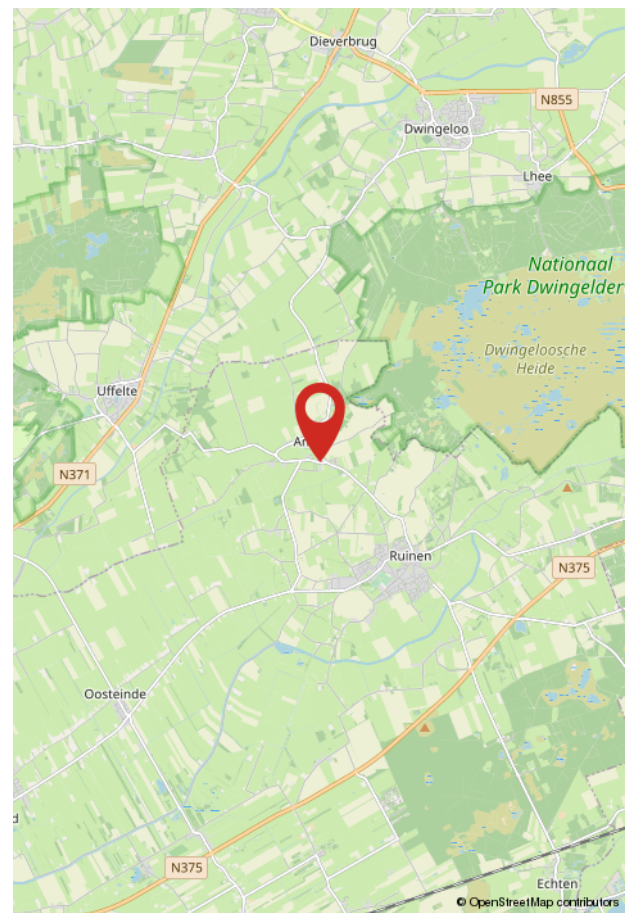 Dieverbrug
N855
Dwingeloo
Lhee
Nationaal
Park Dwingelder
Dwingeloosche
Heide
Uffelte
N371
Ruinen
N375
Oosteinde
d
N375
Echten
© OpenStreetMap contributors